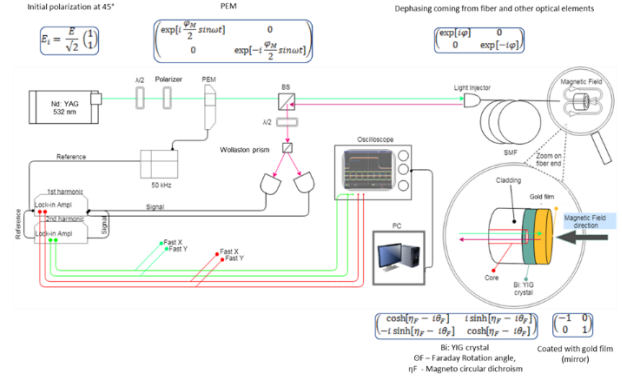 Initial polarization at 45°
PEM
Dephasing coming from fiber and other optical elements
E_i = E/√2 (1 1)
(exp[i φ_M/2 sinωt] 0
0 exp[−i φ_M/2 sinωt])
(exp[iφ] 0
0 exp[−iφ])
λ/2
Polarizer
PEM
BS
Light injector
Magnetic Field
Nd: YAG
532 nm
λ/2
Oscilloscope
Wollaston prism
SMF
Zoom on
fiber end
Reference
50 kHz
1st harmonic
Lock-in Ampl
2nd harmonic
Lock-in Ampl
Signal
Signal
Reference
Cladding
Gold film
Magnetic Field
direction
Fast X
Fast Y
Fast X
Fast Y
PC
Core
Bi: YIG
crystal
(cosh[η_F − iθ_F] i sinh[η_F − iθ_F]
−i sinh[η_F − iθ_F] cosh[η_F − iθ_F])
(−1 0
0 1)
Bi: YIG crystal
ΘF – Faraday Rotation angle,
ηF - Magneto circular dichroism
Coated with gold film
(mirror)